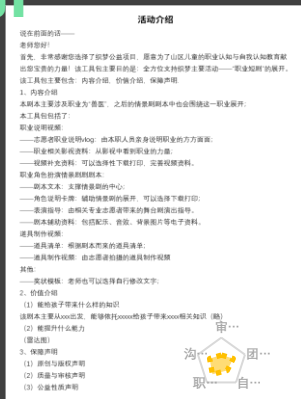 活动介绍
说在前面的话——
老师您好！
首先，非常感谢您选择了织梦公益项目，愿意为了山区儿童的职业认知与自我认知教育献
出您宝贵的力量！该工具包主要目的是：全方位支持织梦主要活动——“职业短剧”的展开。
该工具包主要包含：内容介绍、价值介绍、保障声明.
1、内容介绍
本剧本主要涉及职业为“兽医”，之后的情景剧剧本中也会围绕这一职业展开；
本工具包包括了：
职业说明视频：
——志愿者职业说明vlog：由本职人员亲身说明职业的方方面面；
——职业相关影视资料：从影视中看到职业的力量；
——视频补充资料：可以选择性下载打印，完善视频资料。
职业角色扮演情景剧剧本：
——剧本文本：支撑情景剧的中心；
——角色说明卡牌：辅助情景剧的展开，可以选择下载打印；
——表演指导：由相关专业志愿者带来的舞台剧演出指导。
——剧本辅助资料：包括配乐、音效、背景图片等电子资料。
道具制作视频：
——道具清单：根据剧本而来的道具清单；
——道具制作视频：由志愿者拍摄的道具制作视频
其他：
——奖状模板：老师也可以选择自行修改文字；
2、价值介绍
（1）能给孩子带来什么样的知识
该剧本主要从xxx出发，能够依托xxxxx给孩子带来xxxx相关知识（略）
（2）能提升什么能力
（雷达图）
3、保障声明
（1）原创与版权声明
（2）质量与审核声明
（3）公益性质声明
审…
沟…
团…
职…
自…